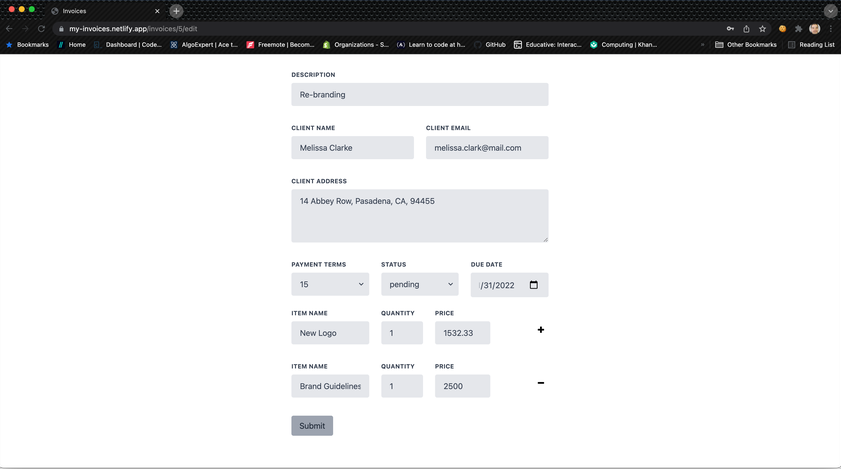 Invoices
my-invoices.netlify.app/invoices/5/edit
Bookmarks Home Dashboard | Code... AlgoExpert | Ace t... Freemote | Becom... Organizations - S... (A) Learn to code at h... GitHub Educative: Interac... Computing | Khan... » Other Bookmarks Reading List
DESCRIPTION
Re-branding
CLIENT NAME CLIENT EMAIL
Melissa Clarke melissa.clark@mail.com
CLIENT ADDRESS
14 Abbey Row, Pasadena, CA, 94455
PAYMENT TERMS STATUS DUE DATE
15 pending /31/2022
ITEM NAME QUANTITY PRICE
New Logo 1 1532.33 +
ITEM NAME QUANTITY PRICE
Brand Guidelines 1 2500 −
Submit